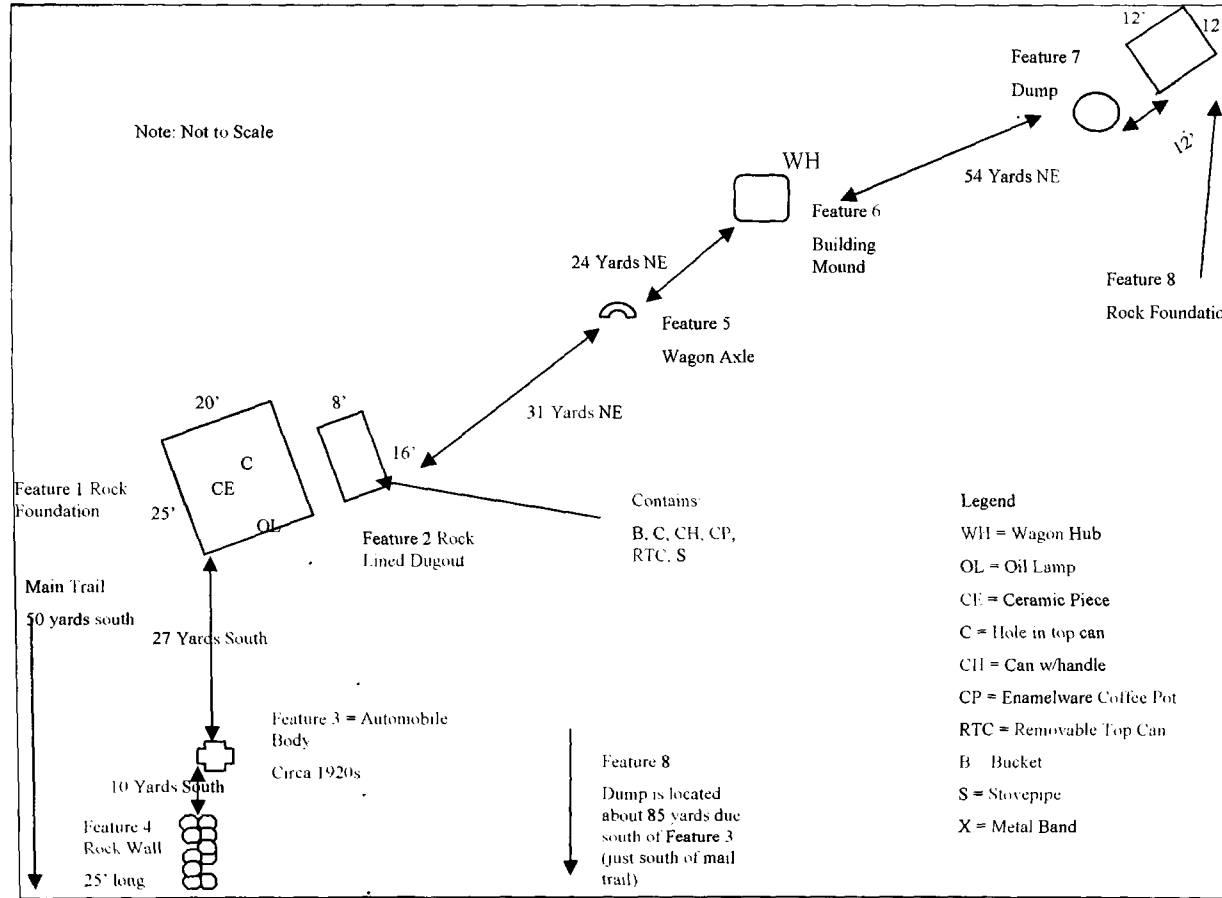 12'
12
Feature 7
Dump
Note: Not to Scale
12'
WH
54 Yards NE
Feature 6
Building
Mound
24 Yards NE
Feature 8
Rock Foundatio
Feature 5
Wagon Axle
20'
8'
31 Yards NE
16'
C
CE
OL
Feature 1 Rock
Foundation
25'
Feature 2 Rock
Lined Dugout
Contains
B, C, CH, CP,
RTC, S
Main Trail
50 yards south
27 Yards South
Feature 3 = Automobile
Body
Circa 1920s
10 Yards South
Feature 4
Rock Wall
25' long
Feature 8
Dump is located
about 85 yards due
south of Feature 3
(just south of mail
trail)
Legend
WH = Wagon Hub
OL = Oil Lamp
CE = Ceramic Piece
C = Hole in top can
CH = Can w/handle
CP = Enamelware Coffee Pot
RTC = Removable Top Can
B Bucket
S = Stovepipe
X = Metal Band